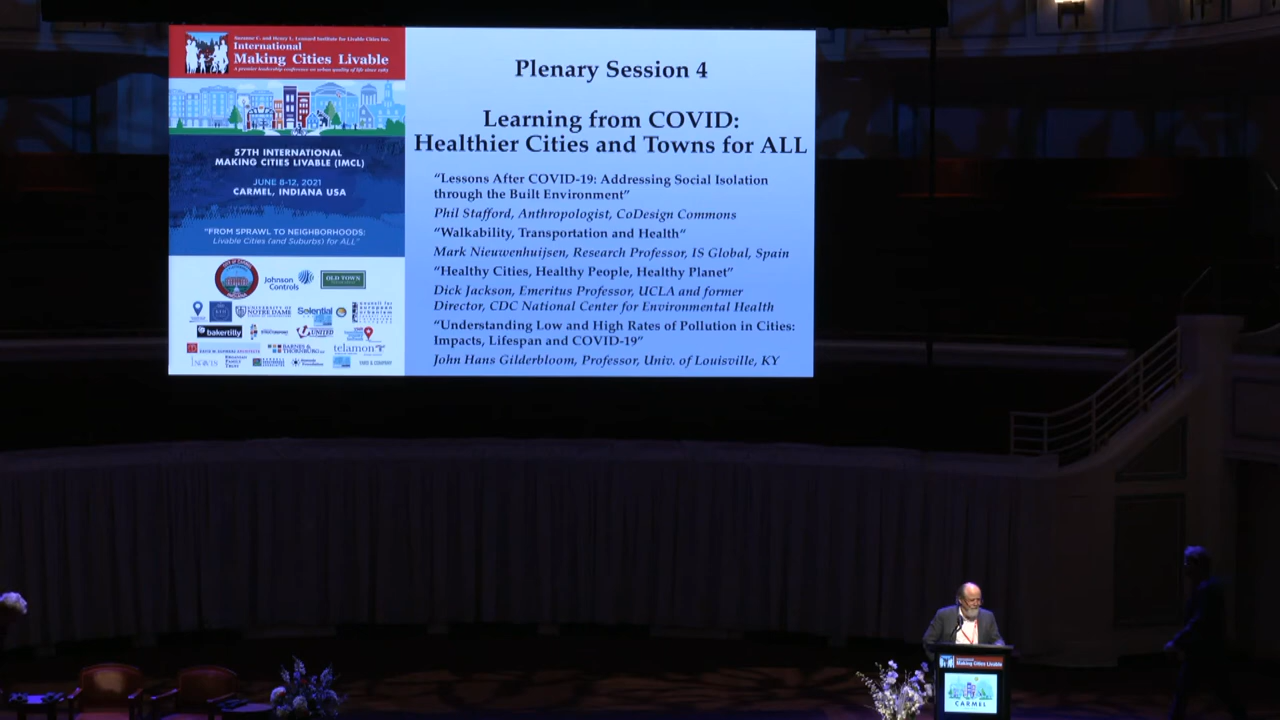 Suzanne C. and Henry L. Lennard Institute for Livable Cities Inc.
International
Making Cities Livable
A premier leadership conference on urban quality of life since 1985
57TH INTERNATIONAL
MAKING CITIES LIVABLE (IMCL)
JUNE 8-12, 2021
CARMEL, INDIANA USA
"FROM SPRAWL TO NEIGHBORHOODS:
Livable Cities (and Suburbs) for ALL"
Johnson
Controls
OLD TOWN
UNIVERSITY OF
NOTRE DAME
council for
european
urbanism
bakertilly
UNITED
BARNES &
THORNBURG LLP
telamon
Plenary Session 4
Learning from COVID:
Healthier Cities and Towns for ALL
“Lessons After COVID-19: Addressing Social Isolation
through the Built Environment”
Phil Stafford, Anthropologist, CoDesign Commons
“Walkability, Transportation and Health“
Mark Nieuwenhuijsen, Research Professor, IS Global, Spain
“Healthy Cities, Healthy People, Healthy Planet”
Dick Jackson, Emeritus Professor, UCLA and former
Director, CDC National Center for Environmental Health
“Understanding Low and High Rates of Pollution in Cities:
Impacts, Lifespan and COVID-19”
John Hans Gilderbloom, Professor, Univ. of Louisville, KY
International
Making Cities Livable
CARMEL